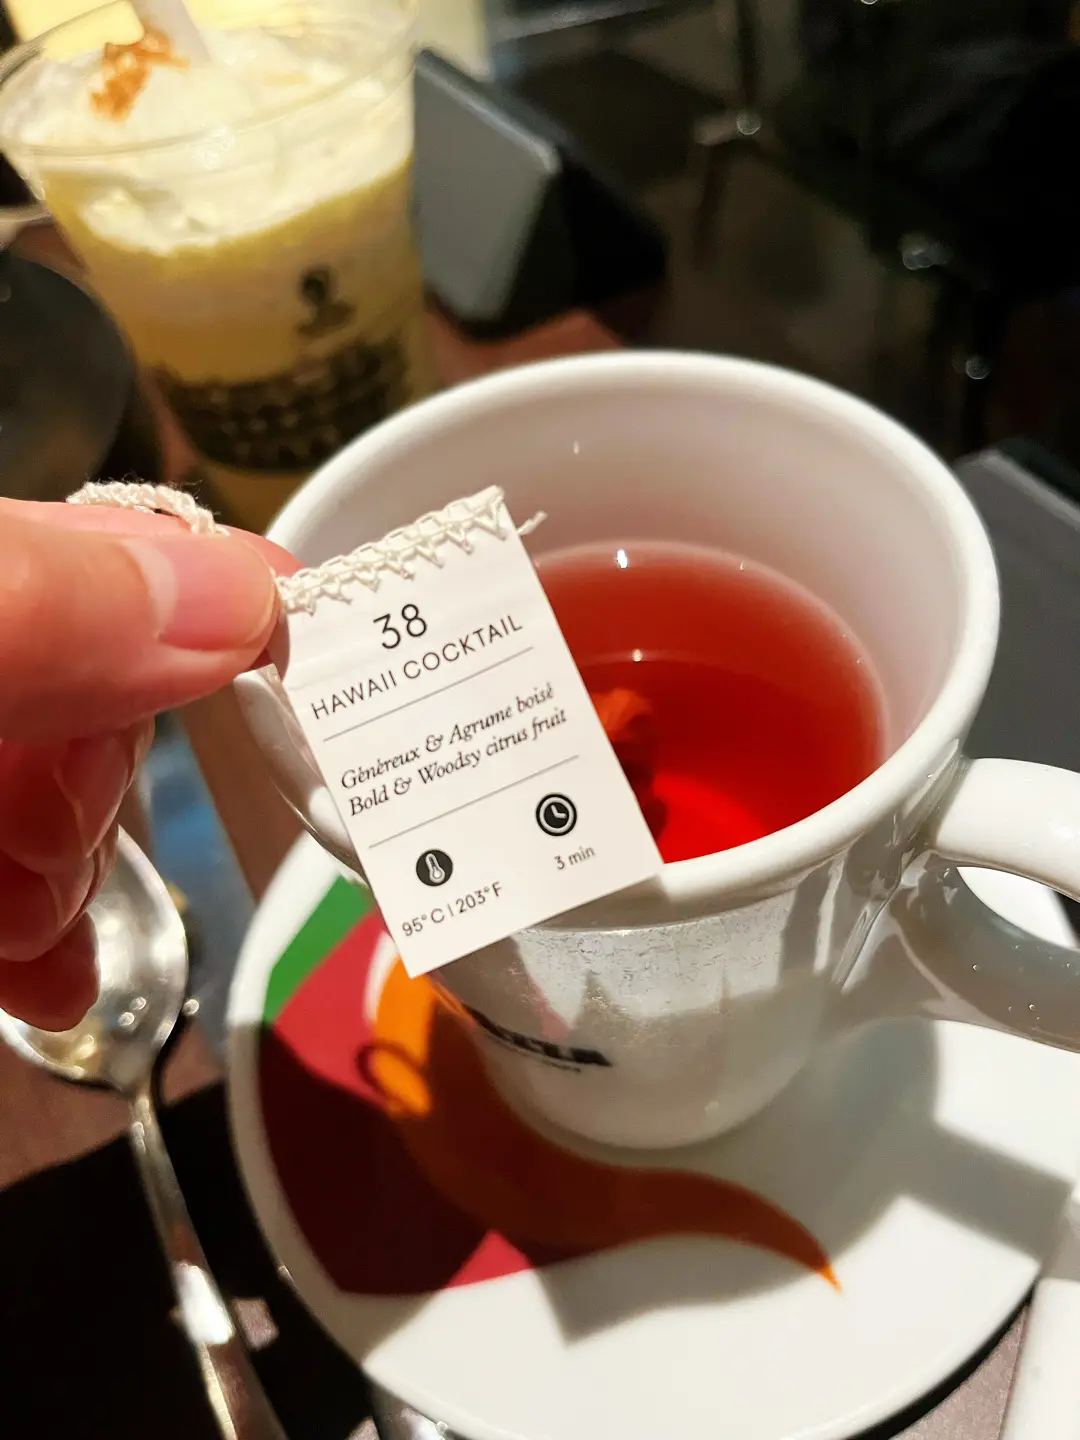 38
HAWAII COCKTAIL
Généreux & Agrume boisé
Bold & Woodsy citrus fruit
95°C | 203°F
3 min